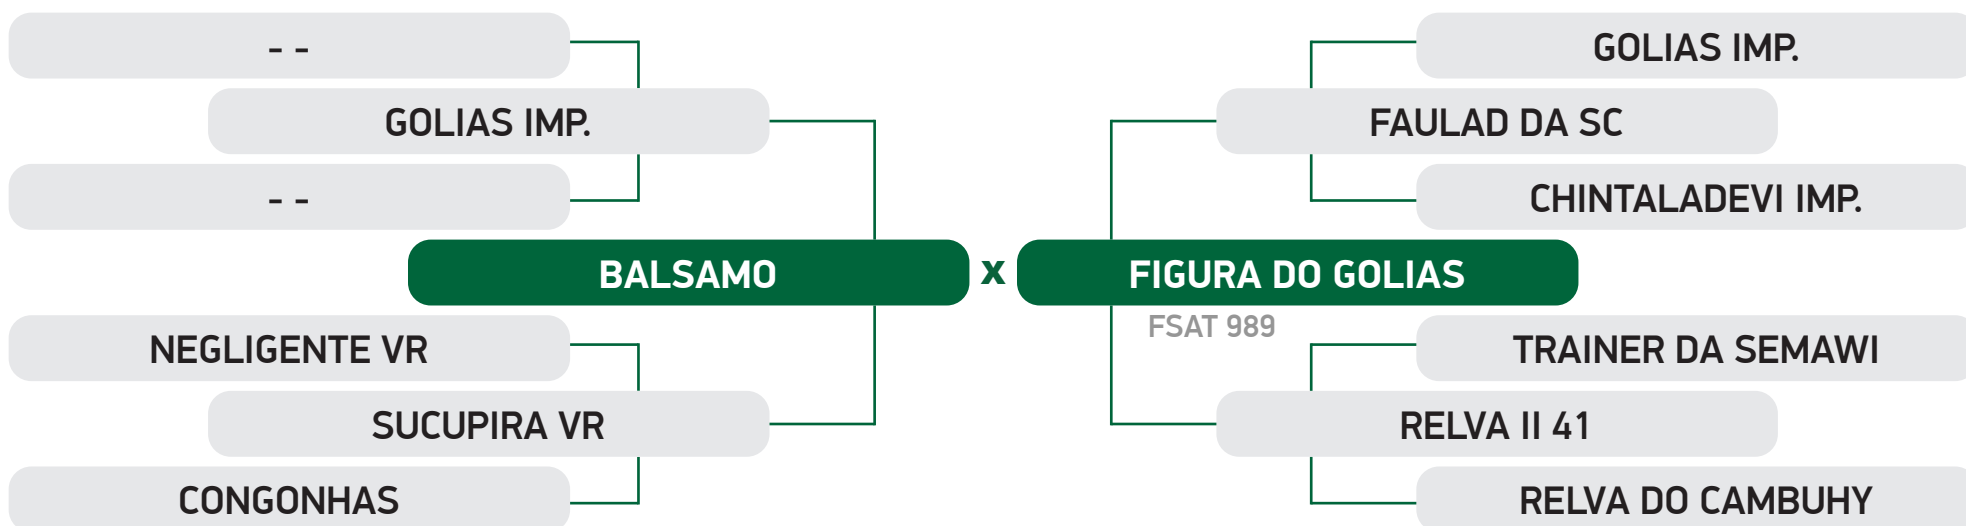 - -
GOLIAS IMP.
- -
BALSAMO
NEGLIGENTE VR
SUCUPIRA VR
CONGONHAS
x
GOLIAS IMP.
FAULAD DA SC
CHINTALADEVI IMP.
FIGURA DO GOLIAS
FSAT 989
TRAINER DA SEMAWI
RELVA II 41
RELVA DO CAMBUHY